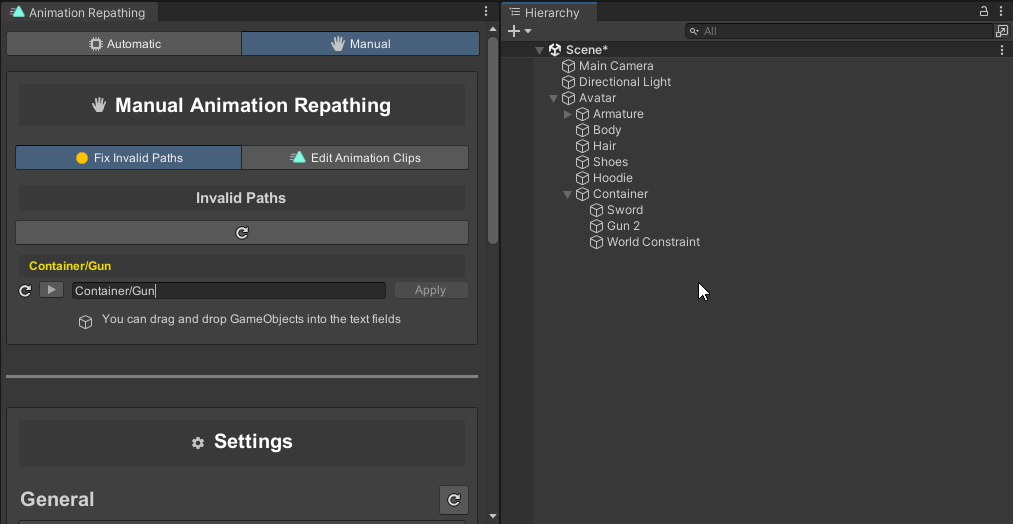 Animation Repathing
Automatic
Manual
Manual Animation Repathing
Fix Invalid Paths
Edit Animation Clips
Invalid Paths
Container/Gun
Container/Gun
Apply
You can drag and drop GameObjects into the text fields
Settings
General
Hierarchy
All
Scene*
Main Camera
Directional Light
Avatar
Armature
Body
Hair
Shoes
Hoodie
Container
Sword
Gun 2
World Constraint